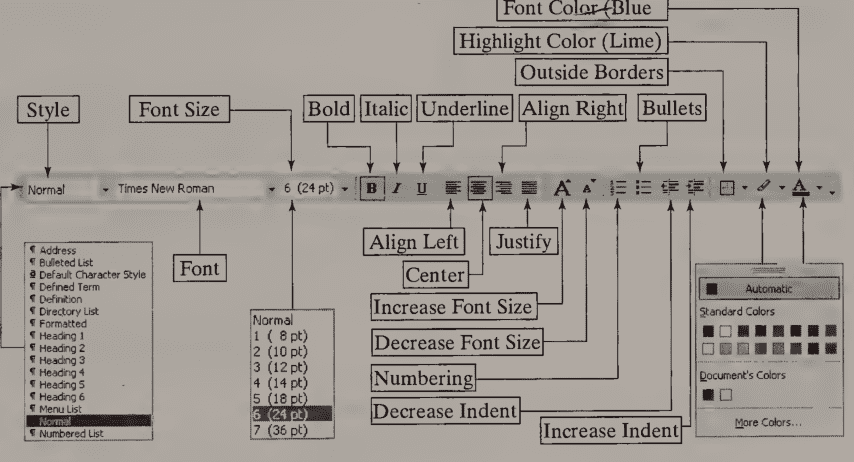 Font Color (Blue
Highlight Color (Lime)
Outside Borders
Style
Font Size
Bold
Italic
Underline
Align Right
Bullets
Normal
Times New Roman
6 (24 pt)
B
I
U
A
A
A
Align Left
Justify
Font
Center
Increase Font Size
Decrease Font Size
Numbering
Decrease Indent
Increase Indent
¶ Address
¶ Bulleted List
a Default Character Style
¶ Defined Term
¶ Definition
¶ Directory List
¶ Formatted
¶ Heading 1
¶ Heading 2
¶ Heading 3
¶ Heading 4
¶ Heading 5
¶ Heading 6
¶ Menu List
Normal
¶ Numbered List
Normal
1 ( 8 pt)
2 (10 pt)
3 (12 pt)
4 (14 pt)
5 (18 pt)
6 (24 pt)
7 (36 pt)
Automatic
Standard Colors
Document's Colors
More Colors...